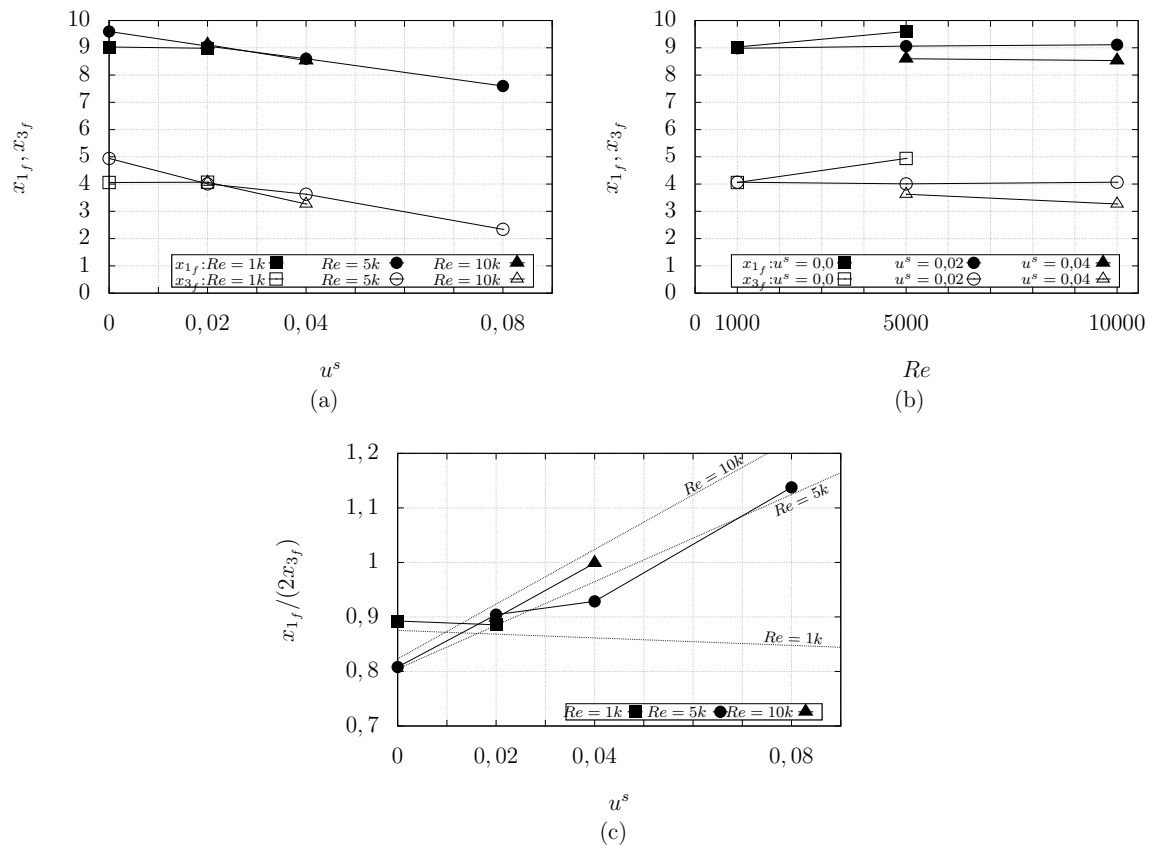 10
9
8
7
6
5
4
3
2
1
0
x_{1_f}, x_{3_f}
x_{1_f}:Re = 1k Re = 5k Re = 10k
x_{3_f}:Re = 1k Re = 5k Re = 10k
0 0,02 0,04 0,08
u^s
(a)
10
9
8
7
6
5
4
3
2
1
0
x_{1_f}, x_{3_f}
x_{1_f}:u^s = 0,0 u^s = 0,02 u^s = 0,04
x_{3_f}:u^s = 0,0 u^s = 0,02 u^s = 0,04
0 1000 5000 10000
Re
(b)
1,2
1,1
1
0,9
0,8
0,7
x_{1_f}/(2x_{3_f})
Re = 10k
Re = 5k
Re = 1k
Re = 1k Re = 5k Re = 10k
0 0,02 0,04 0,08
u^s
(c)